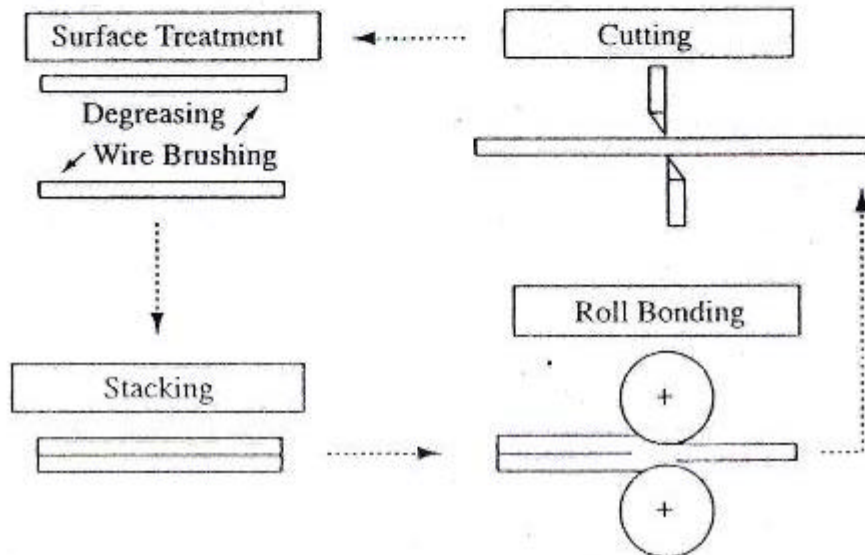 Surface Treatment
Cutting
Degreasing
Wire Brushing
Roll Bonding
Stacking